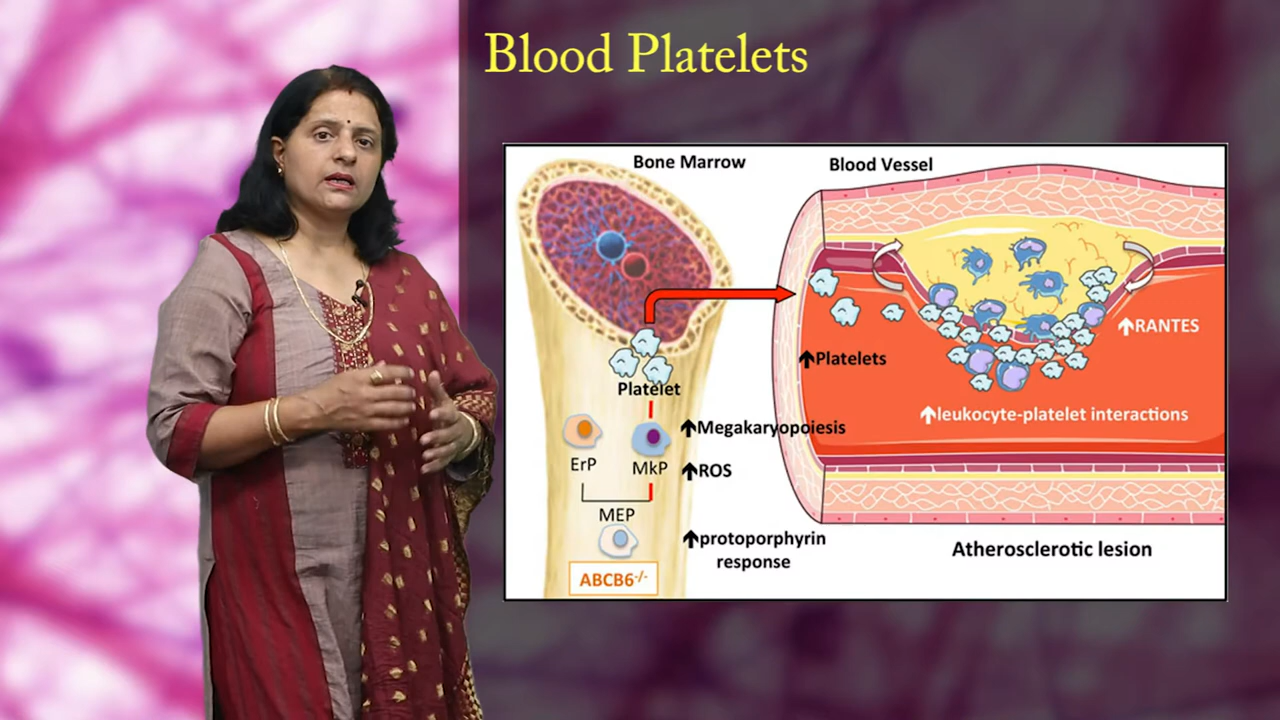 Blood Platelets
Bone Marrow
Blood Vessel
Platelet
⬆Megakaryopoiesis
ErP
MkP
⬆ROS
MEP
⬆protoporphyrin
response
ABCB6-/-
⬆Platelets
⬆RANTES
⬆leukocyte-platelet interactions
Atherosclerotic lesion